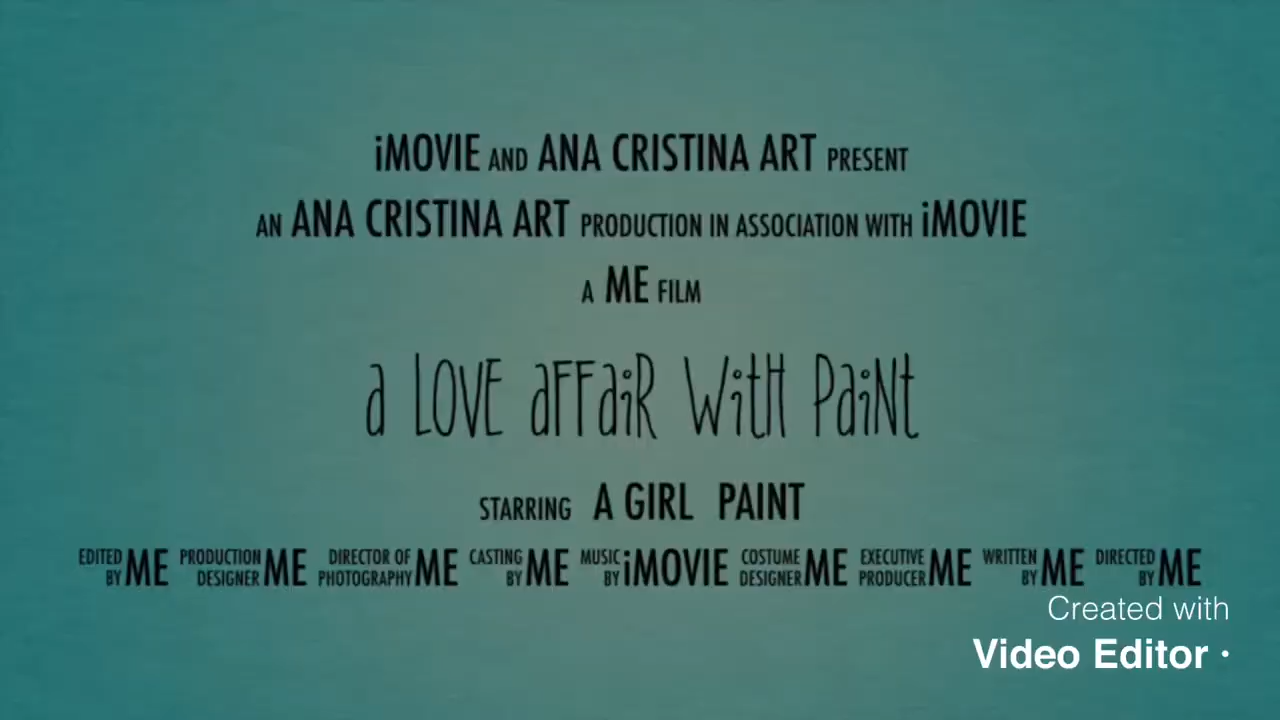 iMOVIE AND ANA CRISTINA ART PRESENT
AN ANA CRISTINA ART PRODUCTION IN ASSOCIATION WITH iMOVIE
A ME FILM
a LOVE aFFaiR WitH PaiNt
STARRING A GIRL PAINT
EDITED BY ME PRODUCTION DESIGNER ME DIRECTOR OF PHOTOGRAPHY ME CASTING BY ME MUSIC BY iMOVIE COSTUME DESIGNER ME EXECUTIVE PRODUCER ME WRITTEN BY ME DIRECTED BY ME
Created with
Video Editor ·